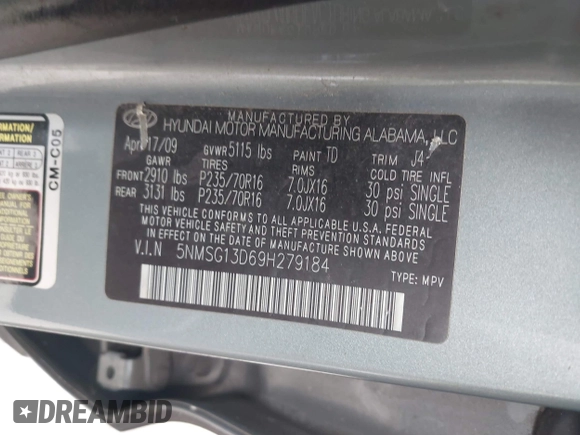 MANUFACTURED BY
HYUNDAI MOTOR MANUFACTURING ALABAMA, LLC
Apr/17/09 GVWR 5115 lbs PAINT TD TRIM J4
GAWR TIRES RIMS COLD TIRE INFL
FRONT 2910 lbs P235/70R16 7.0JX16 30 psi SINGLE
REAR 3131 lbs P235/70R16 7.0JX16 30 psi SINGLE
THIS VEHICLE CONFORMS TO ALL APPLICABLE U.S.A. FEDERAL
MOTOR VEHICLE SAFETY AND THEFT PREVENTION STANDARDS
IN EFFECT ON THE DATE OF MANUFACTURE SHOWN ABOVE
V.I.N 5NMSG13D69H279184
TYPE: MPV
CM-C05
DREAMBID